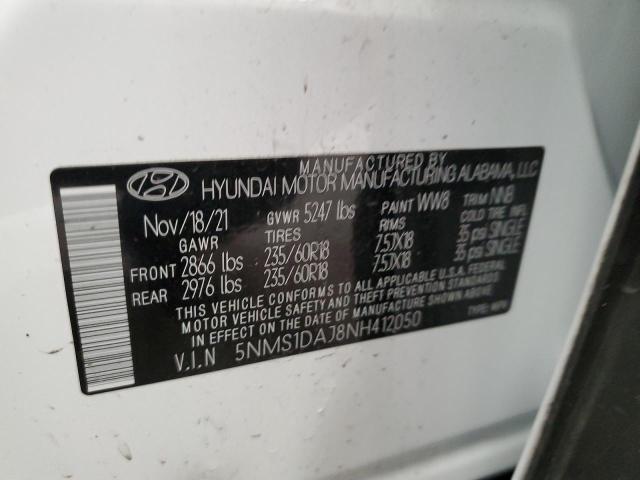 MANUFACTURED BY
HYUNDAI MOTOR MANUFACTURING ALABAMA, LLC
Nov/18/21 GVWR 5247 lbs PAINT WW8 TRIM NNB
GAWR TIRES RIMS COLD TIRE INFL.
FRONT 2866 lbs 235/60R18 7.5JX18 35 psi SINGLE
REAR 2976 lbs 235/60R18 7.5JX18 35 psi SINGLE
THIS VEHICLE CONFORMS TO ALL APPLICABLE U.S.A. FEDERAL
MOTOR VEHICLE SAFETY AND THEFT PREVENTION STANDARDS
IN EFFECT ON THE DATE OF MANUFACTURE SHOWN ABOVE.
V.I.N 5NMS1DAJ8NH412050 TYPE: MPV